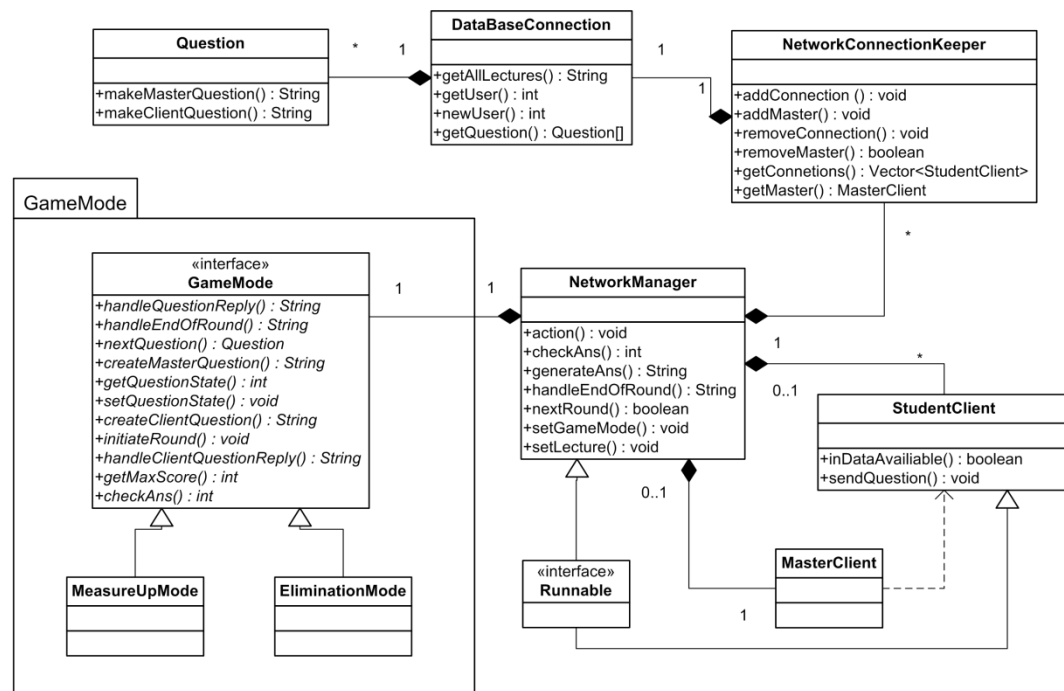 Question
+makeMasterQuestion() : String
+makeClientQuestion() : String
*
1
DataBaseConnection
+getAllLectures() : String
+getUser() : int
+newUser() : int
+getQuestion() : Question[]
1
1
NetworkConnectionKeeper
+addConnection () : void
+addMaster() : void
+removeConnection() : void
+removeMaster() : boolean
+getConnetions() : Vector<StudentClient>
+getMaster() : MasterClient
*
GameMode
«interface»
GameMode
+handleQuestionReply() : String
+handleEndOfRound() : String
+nextQuestion() : Question
+createMasterQuestion() : String
+getQuestionState() : int
+setQuestionState() : void
+createClientQuestion() : String
+initiateRound() : void
+handleClientQuestionReply() : String
+getMaxScore() : int
+checkAns() : int
1
1
NetworkManager
+action() : void
+checkAns() : int
+generateAns() : String
+handleEndOfRound() : String
+nextRound() : boolean
+setGameMode() : void
+setLecture() : void
1
*
0..1
StudentClient
+inDataAvailiable() : boolean
+sendQuestion() : void
0..1
MeasureUpMode
EliminationMode
«interface»
Runnable
MasterClient
1